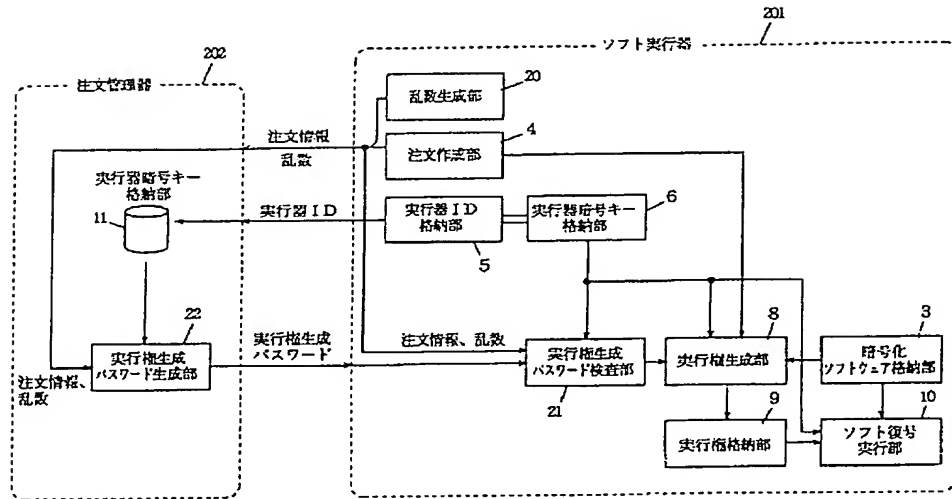 201
ソフト実行器
202
注文管理器
20
乱数生成部
4
注文情報
乱数
注文作成部
6
実行器暗号キー
格納部
11
実行器ID
実行器ID
格納部
5
実行器暗号キー
格納部
22
8
3
実行権生成
パスワード生成部
実行権生成
パスワード
注文情報、乱数
実行権生成
パスワード検査部
21
実行権生成部
暗号化
ソフトウェア格納部
注文情報、
乱数
9
10
実行権格納部
ソフト復号
実行部